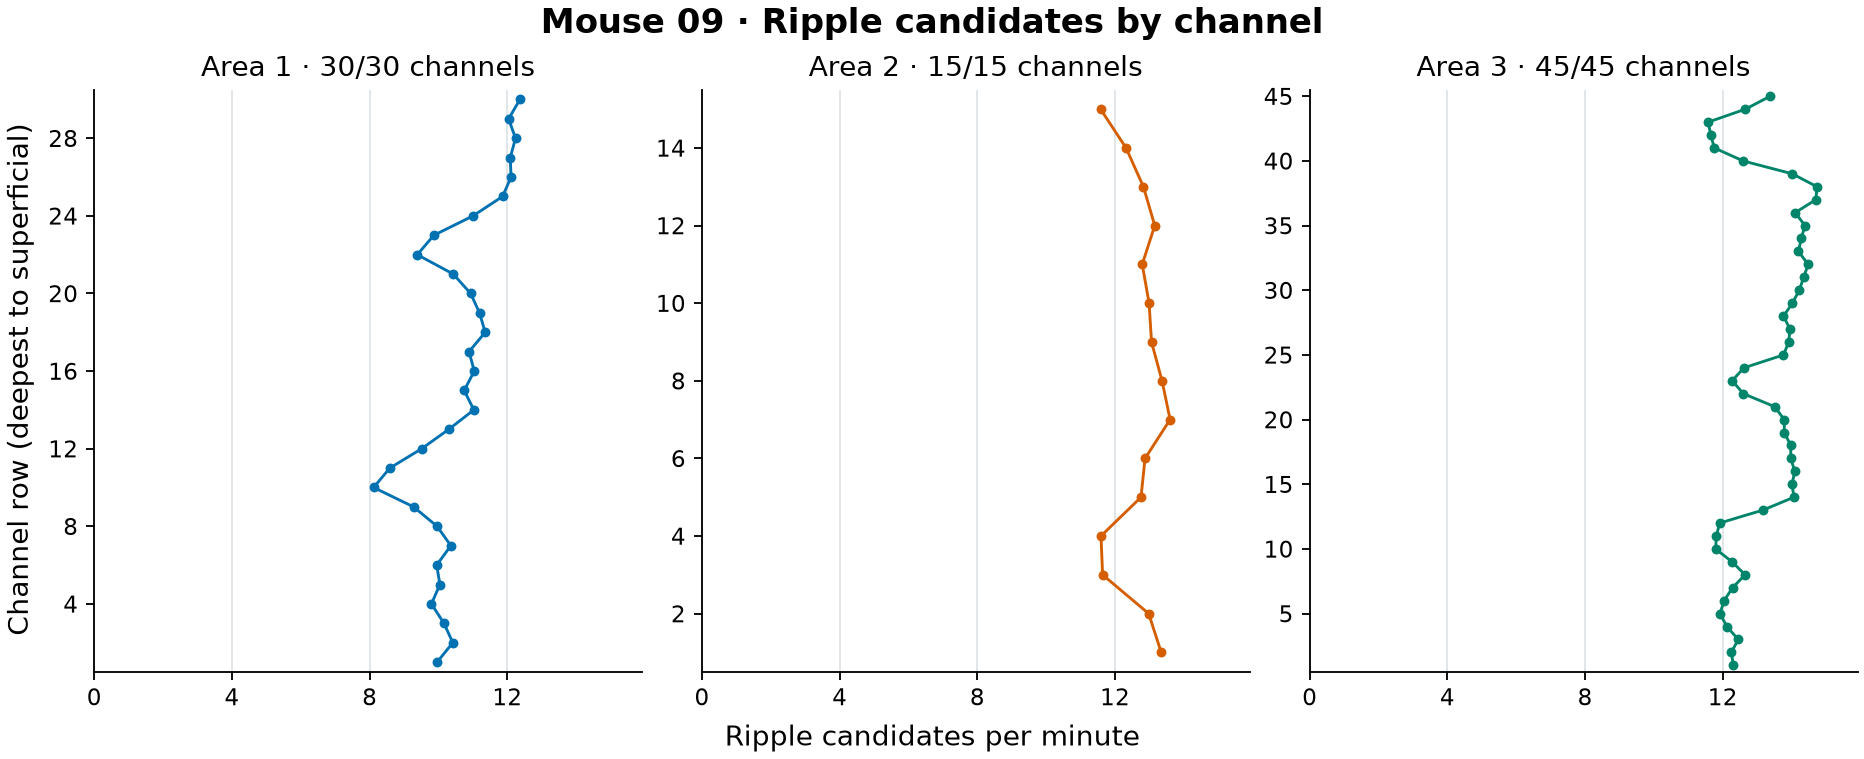 Mouse 09 · Ripple candidates by channel
Area 1 · 30/30 channels
Area 2 · 15/15 channels
Area 3 · 45/45 channels
Channel row (deepest to superficial)
28
24
20
16
12
8
4
0 4 8 12
14
12
10
8
6
4
2
0 4 8 12
45
40
35
30
25
20
15
10
5
0 4 8 12
Ripple candidates per minute